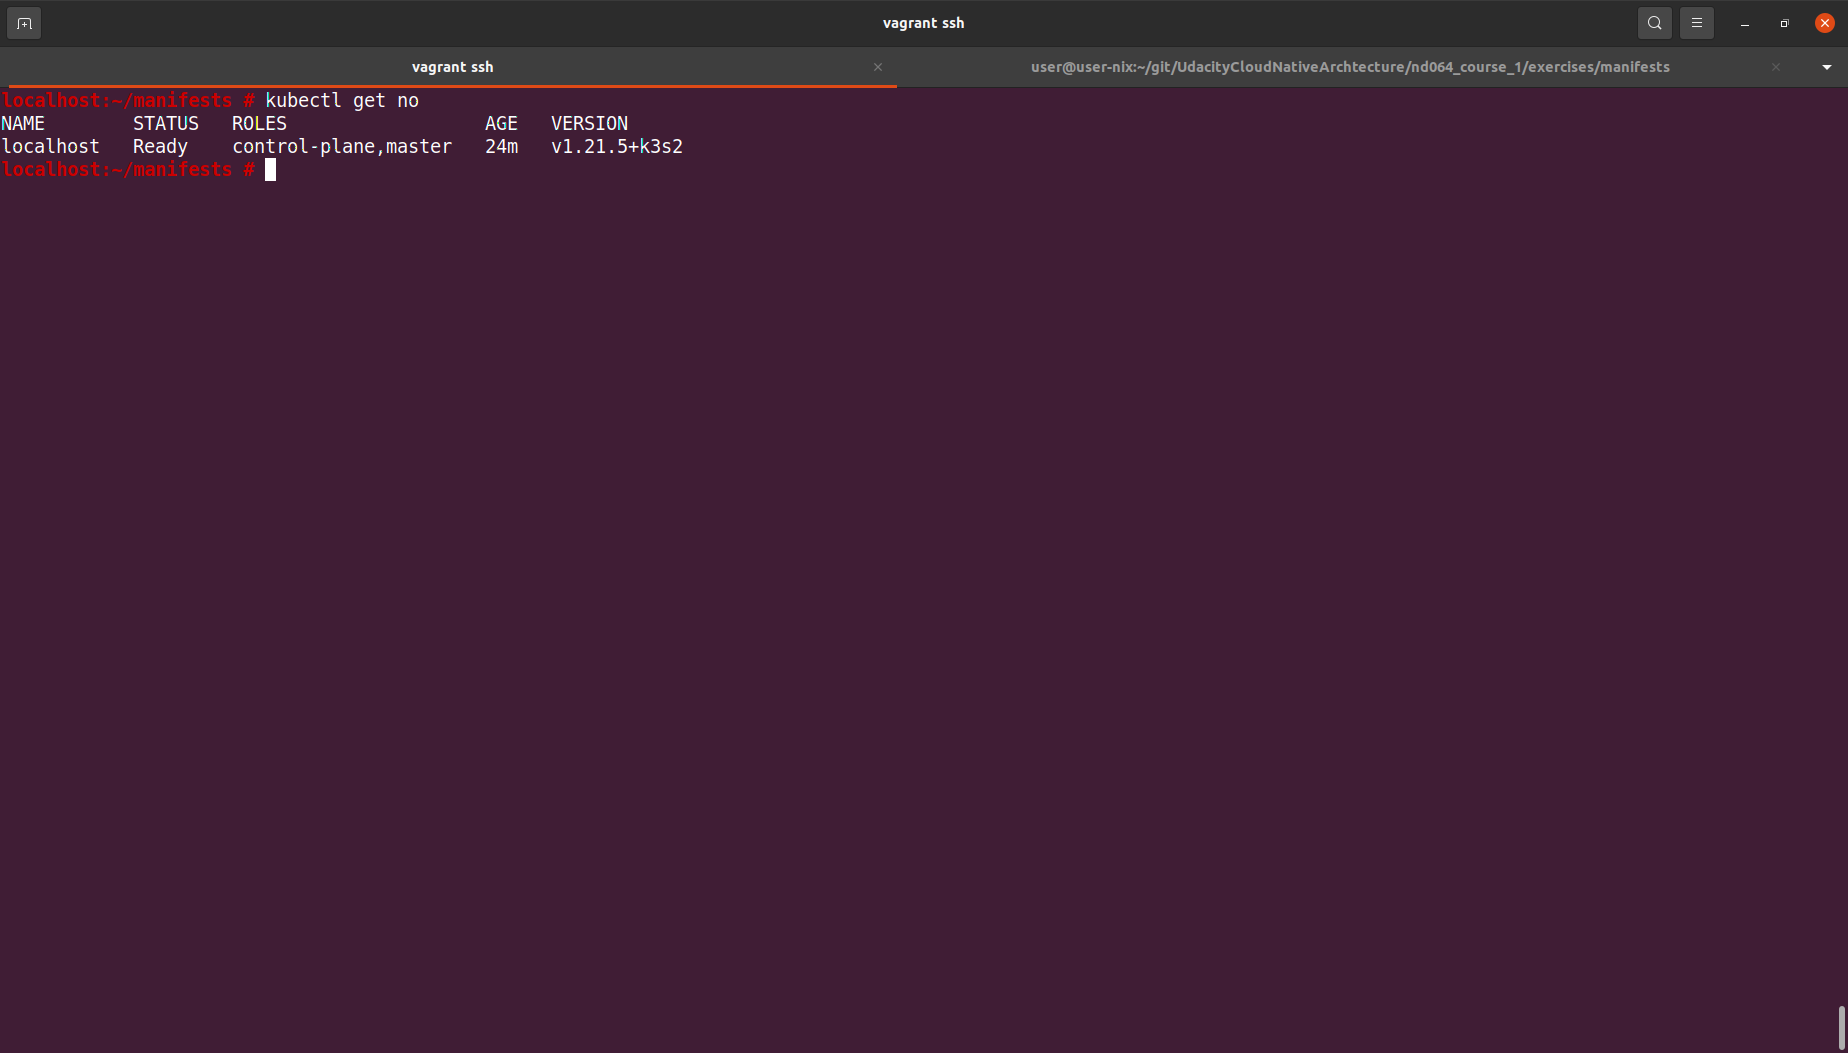 vagrant ssh
vagrant ssh
user@user-nix:~/git/UdacityCloudNativeArchtecture/nd064_course_1/exercises/manifests
localhost:~/manifests # kubectl get no
NAME        STATUS   ROLES                  AGE   VERSION
localhost   Ready    control-plane,master   24m   v1.21.5+k3s2
localhost:~/manifests #